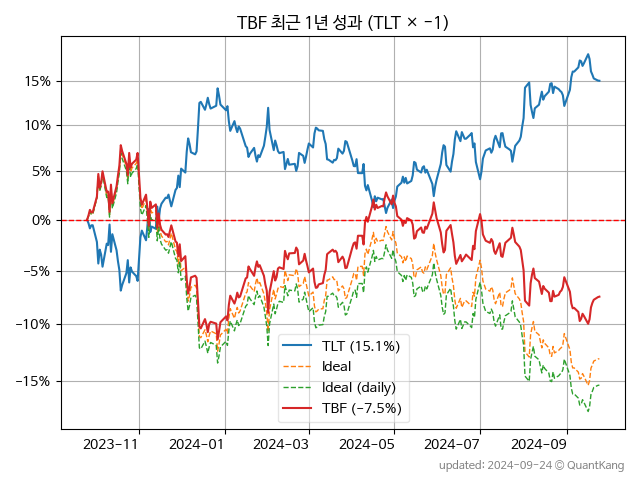 TBF 최근 1년 성과 (TLT × −1)
15%
10%
5%
0%
−5%
−10%
−15%
TLT (15.1%)
Ideal
Ideal (daily)
TBF (−7.5%)
2023−11
2024−01
2024−03
2024−05
2024−07
2024−09
updated: 2024-09-24 ⓒ QuantKang